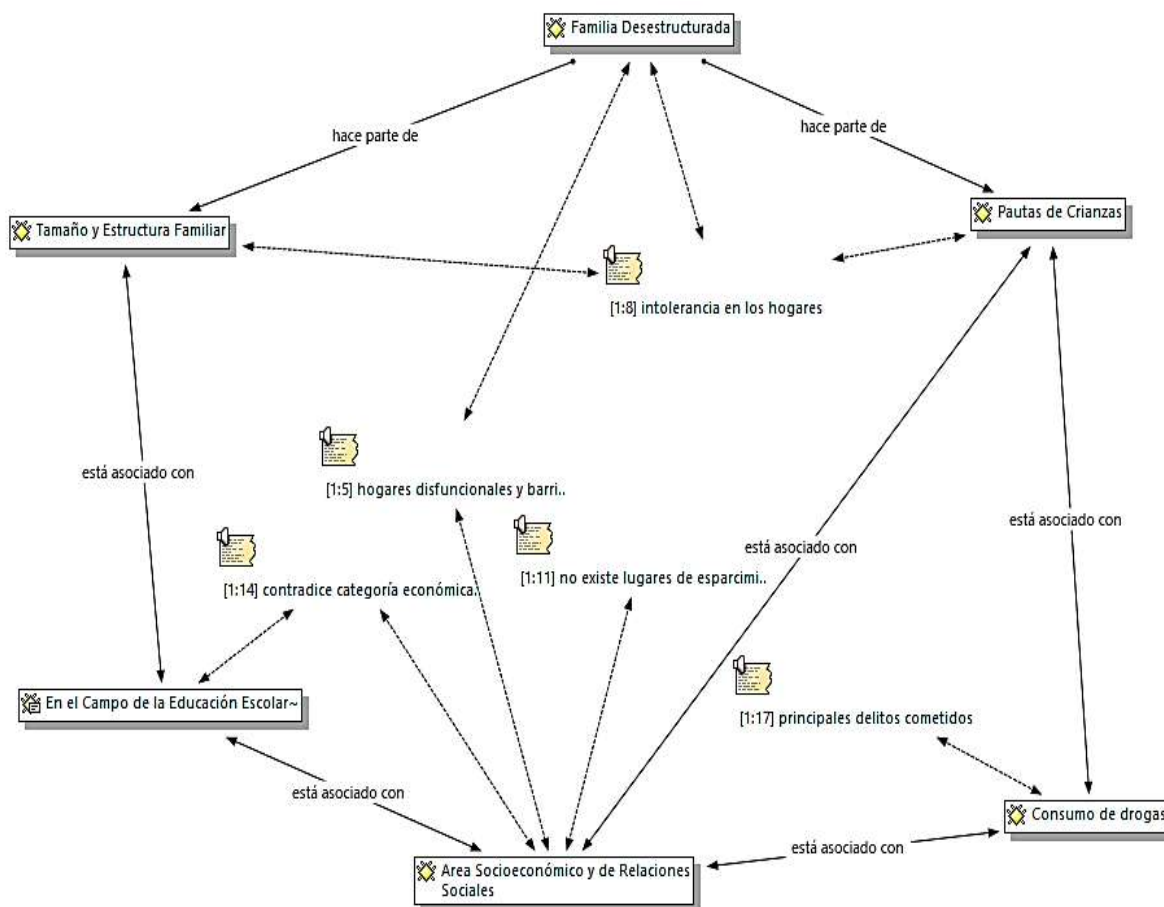 Familia Desestructurada
hace parte de
hace parte de
Tamaño y Estructura Familiar
Pautas de Crianzas
[1:8] intolerancia en los hogares
está asociado con
[1:5] hogares disfuncionales y barri..
está asociado con
[1:11] no existe lugares de esparcimi..
está asociado con
[1:14] contradice categoría económica..
En el Campo de la Educación Escolar~
[1:17] principales delitos cometidos
está asociado con
Consumo de drogas
está asociado con
Area Socioeconómico y de Relaciones
Sociales